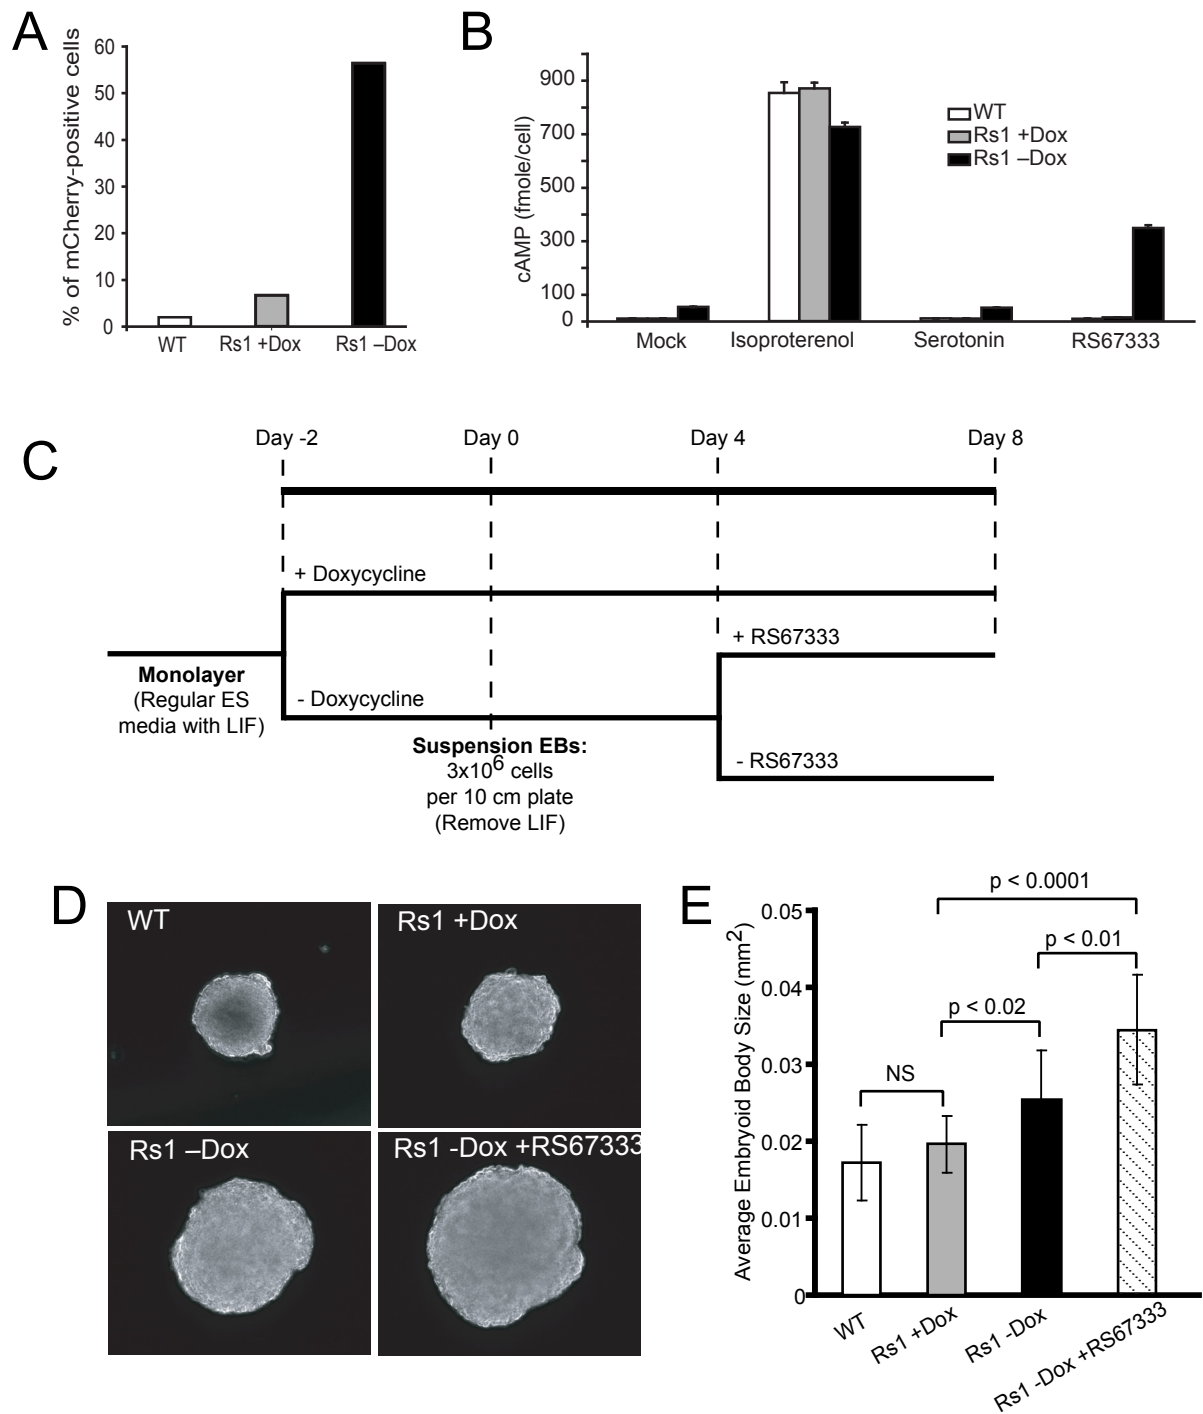 A
% of mCherry-positive cells
60
50
40
30
20
10
0
WT
Rs1 +Dox
Rs1 –Dox
B
cAMP (fmole/cell)
900
700
500
300
100
0
WT
Rs1 +Dox
Rs1 –Dox
Mock
Isoproterenol
Serotonin
RS67333
C
Day -2
Day 0
Day 4
Day 8
+ Doxycycline
+ RS67333
Monolayer
(Regular ES
media with LIF)
- Doxycycline
Suspension EBs:
3x10^6 cells
per 10 cm plate
(Remove LIF)
- RS67333
D
WT
Rs1 +Dox
Rs1 –Dox
Rs1 -Dox +RS67333
E
Average Embryoid Body Size (mm²)
0.05
0.04
0.03
0.02
0.01
0
p < 0.0001
p < 0.01
p < 0.02
NS
WT
Rs1 +Dox
Rs1 -Dox
Rs1 -Dox +RS67333